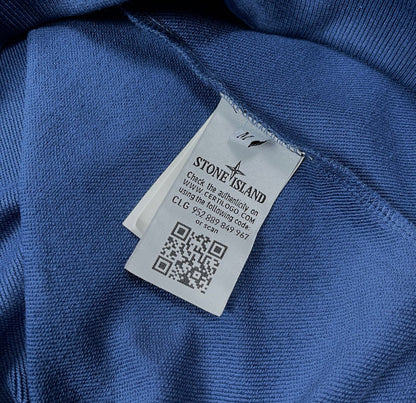 M
STONE ISLAND
Check the authenticity on
WWW.CERTILOGO.COM
using the following code:
CLG 952 889 849 967
or scan